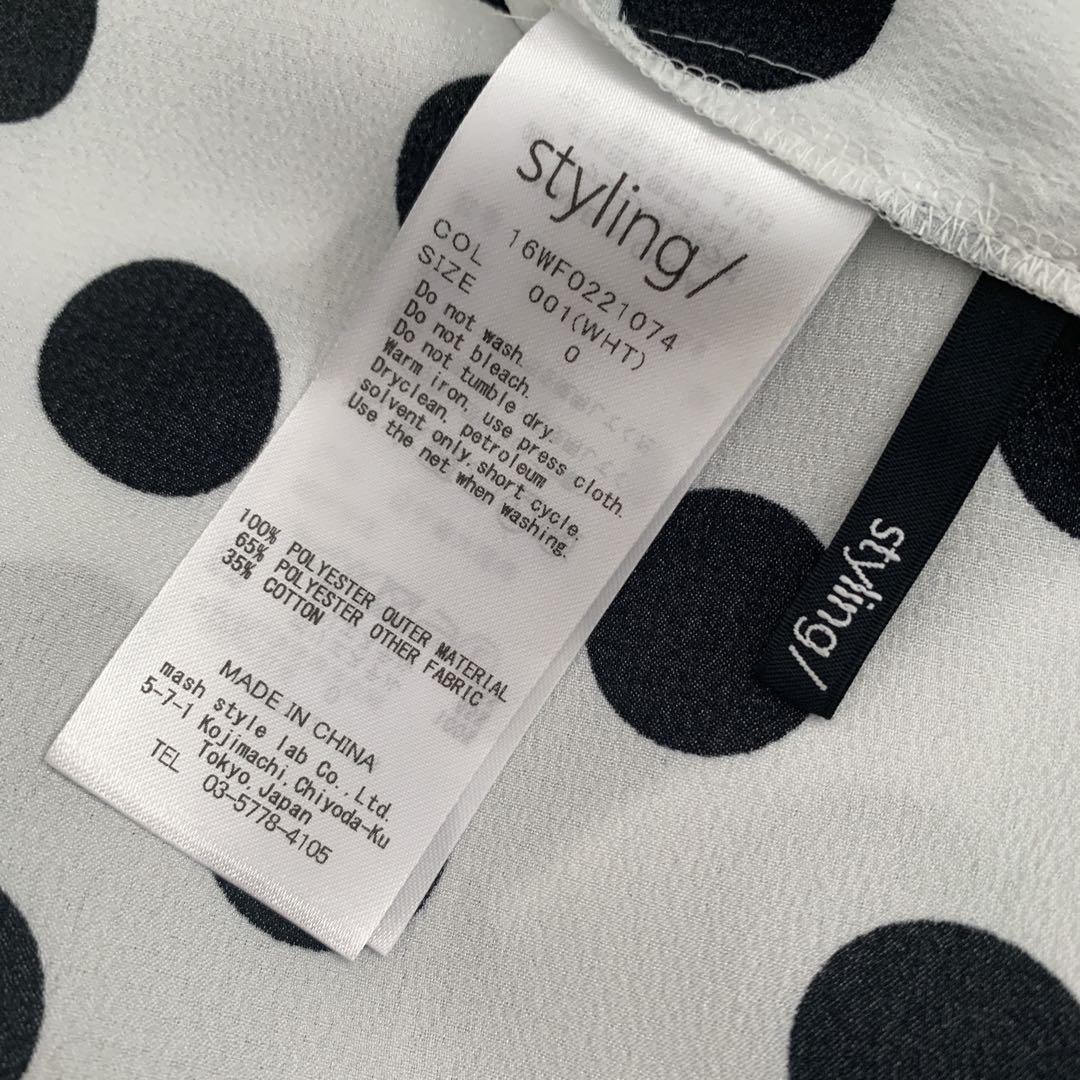 styling/
16WF0221074
COL 001(WHT)
SIZE 0
Do not wash.
Do not bleach.
Do not tumble dry.
Warm iron, use press cloth.
Dryclean, petroleum
solvent only,short cycle.
Use the net when washing.
100% POLYESTER OUTER MATERIAL
65% POLYESTER OTHER FABRIC
35% COTTON
MADE IN CHINA
mash style lab Co.,Ltd.
5-7-1 Kojimachi,Chiyoda-Ku
Tokyo,Japan
TEL 03-5778-4105
styling/